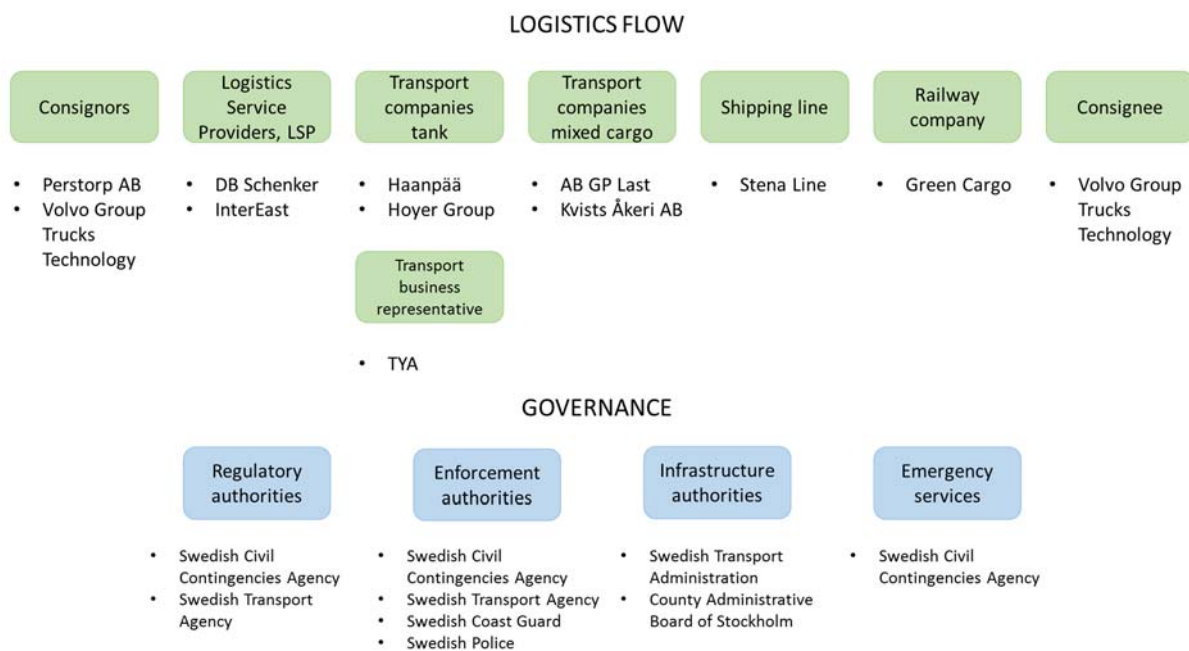 LOGISTICS FLOW
Consignors
Logistics
Service
Providers, LSP
Transport
companies
tank
Transport
companies
mixed cargo
Shipping line
Railway
company
Consignee
• Perstorp AB
• Volvo Group
Trucks
Technology
• DB Schenker
• InterEast
• Haanpää
• Hoyer Group
• AB GP Last
• Kvists Åkeri AB
• Stena Line
• Green Cargo
• Volvo Group
Trucks
Technology
Transport
business
representative
• TYA
GOVERNANCE
Regulatory
authorities
Enforcement
authorities
Infrastructure
authorities
Emergency
services
• Swedish Civil
Contingencies Agency
• Swedish Transport
Agency
• Swedish Civil
Contingencies Agency
• Swedish Transport Agency
• Swedish Coast Guard
• Swedish Police
• Swedish Transport
Administration
• County Administrative
Board of Stockholm
• Swedish Civil
Contingencies Agency